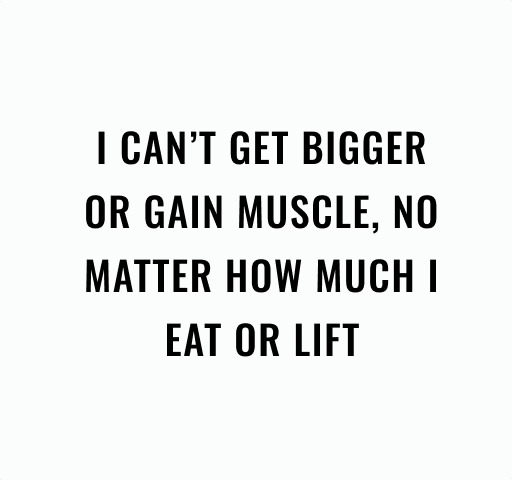 I CAN’T GET BIGGER
OR GAIN MUSCLE, NO
MATTER HOW MUCH I
EAT OR LIFT